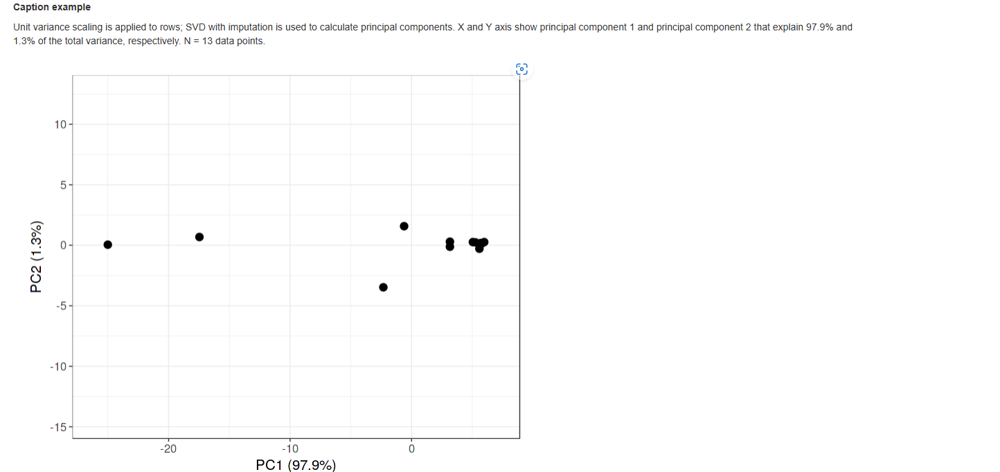 Caption example
Unit variance scaling is applied to rows; SVD with imputation is used to calculate principal components. X and Y axis show principal component 1 and principal component 2 that explain 97.9% and
1.3% of the total variance, respectively. N = 13 data points.
10
5
0
-5
-10
-15
PC2 (1.3%)
-20
-10
0
PC1 (97.9%)